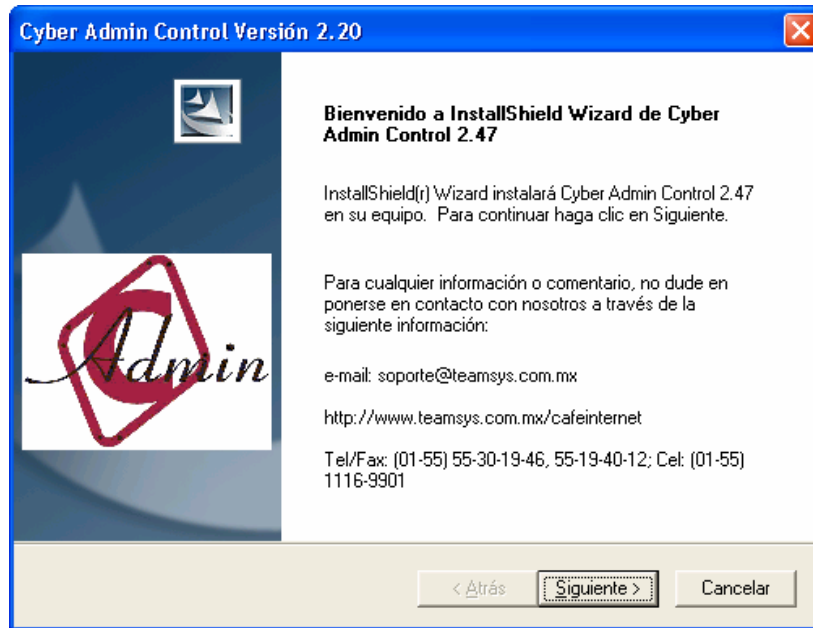 Cyber Admin Control Versión 2.20
Bienvenido a InstallShield Wizard de Cyber
Admin Control 2.47
InstallShield(r) Wizard instalará Cyber Admin Control 2.47
en su equipo. Para continuar haga clic en Siguiente.
Para cualquier información o comentario, no dude en
ponerse en contacto con nosotros a través de la
siguiente información:
e-mail: soporte@teamsys.com.mx
http://www.teamsys.com.mx/cafeinternet
Tel/Fax: (01-55) 55-30-19-46, 55-19-40-12; Cel: (01-55)
1116-9901
C
Admin
< Atrás
Siguiente >
Cancelar